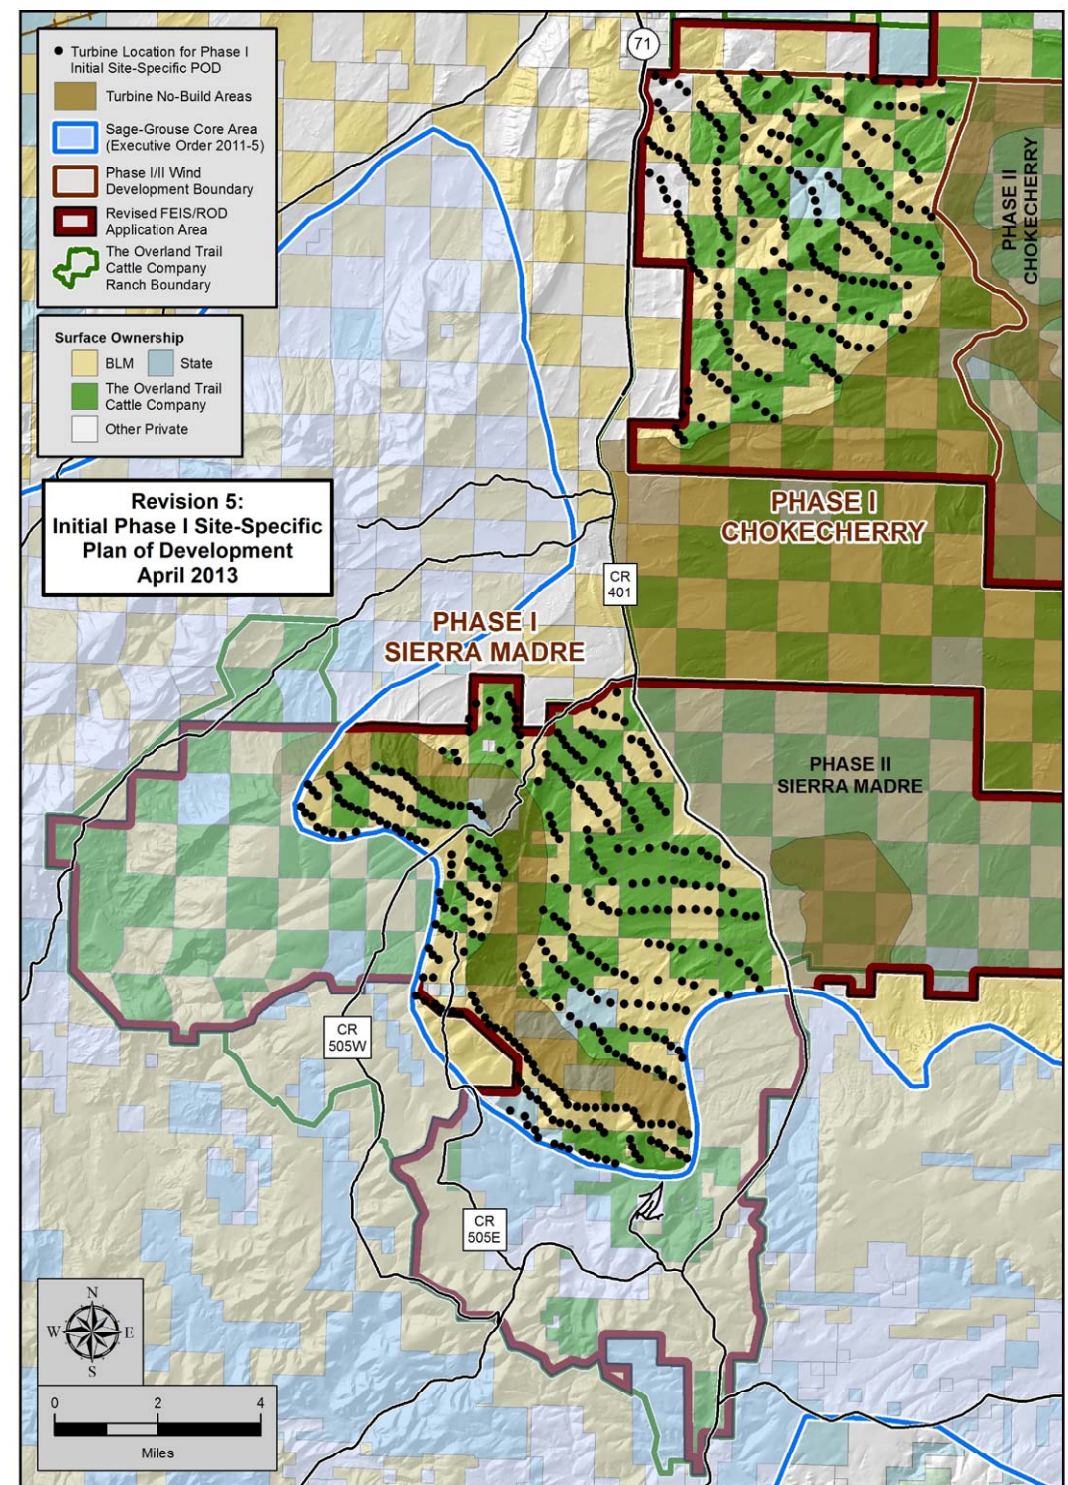 Turbine Location for Phase I
Initial Site-Specific POD
Turbine No-Build Areas
Sage-Grouse Core Area
(Executive Order 2011-5)
Phase I/II Wind
Development Boundary
Revised FEIS/ROD
Application Area
The Overland Trail
Cattle Company
Ranch Boundary
Surface Ownership
BLM
State
The Overland Trail
Cattle Company
Other Private
Revision 5:
Initial Phase I Site-Specific
Plan of Development
April 2013
71
PHASE II
CHOKECHERRY
PHASE I
CHOKECHERRY
CR
401
PHASE I
SIERRA MADRE
PHASE II
SIERRA MADRE
CR
505W
CR
505E
N
W
E
S
0 2 4
Miles